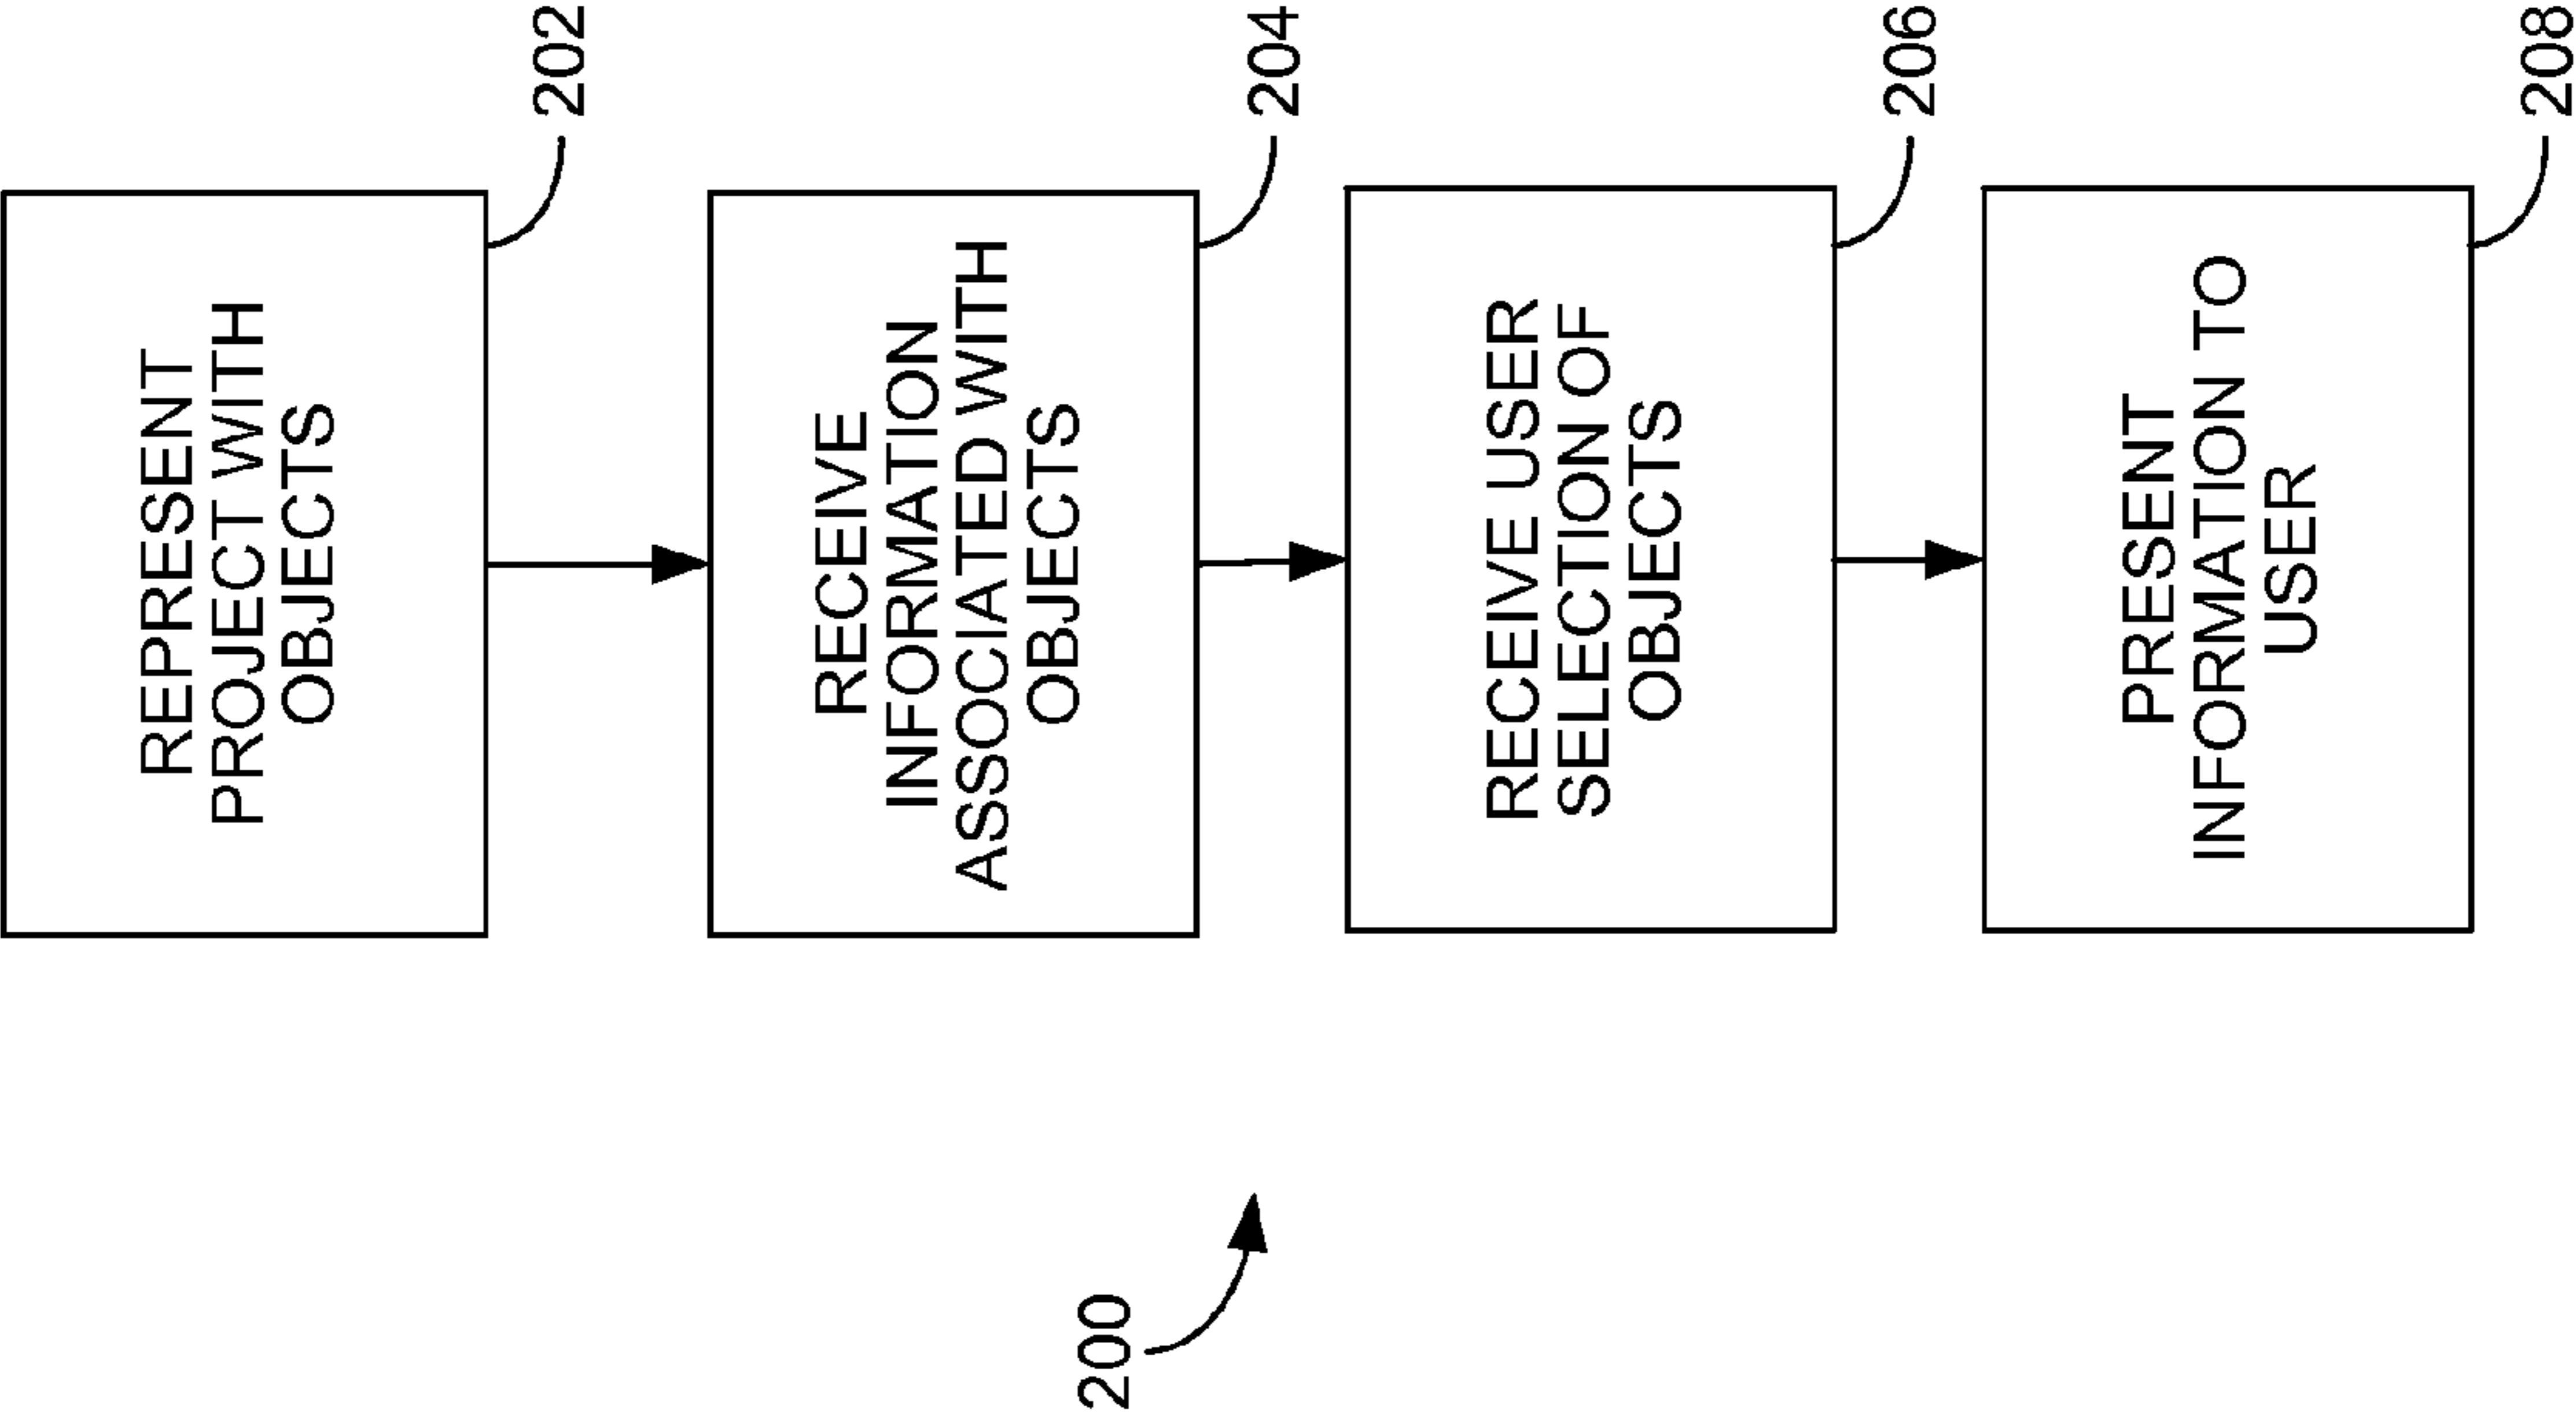 REPRESENT
PROJECT WITH
OBJECTS
202
RECEIVE
INFORMATION
ASSOCIATED WITH
OBJECTS
204
RECEIVE USER
SELECTION OF
OBJECTS
206
PRESENT
INFORMATION TO
USER
208
200